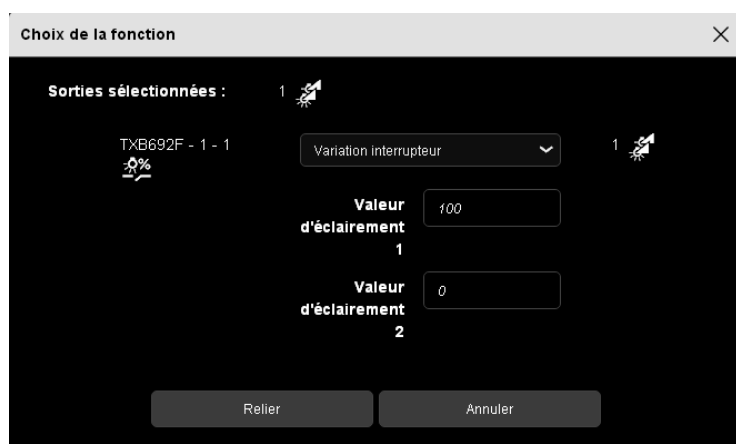 Choix de la fonction
Sorties sélectionnées : 1
TXB692F - 1 - 1 Variation interrupteur 1
%
Valeur 100
d'éclairement
1
Valeur 0
d'éclairement
2
Relier Annuler